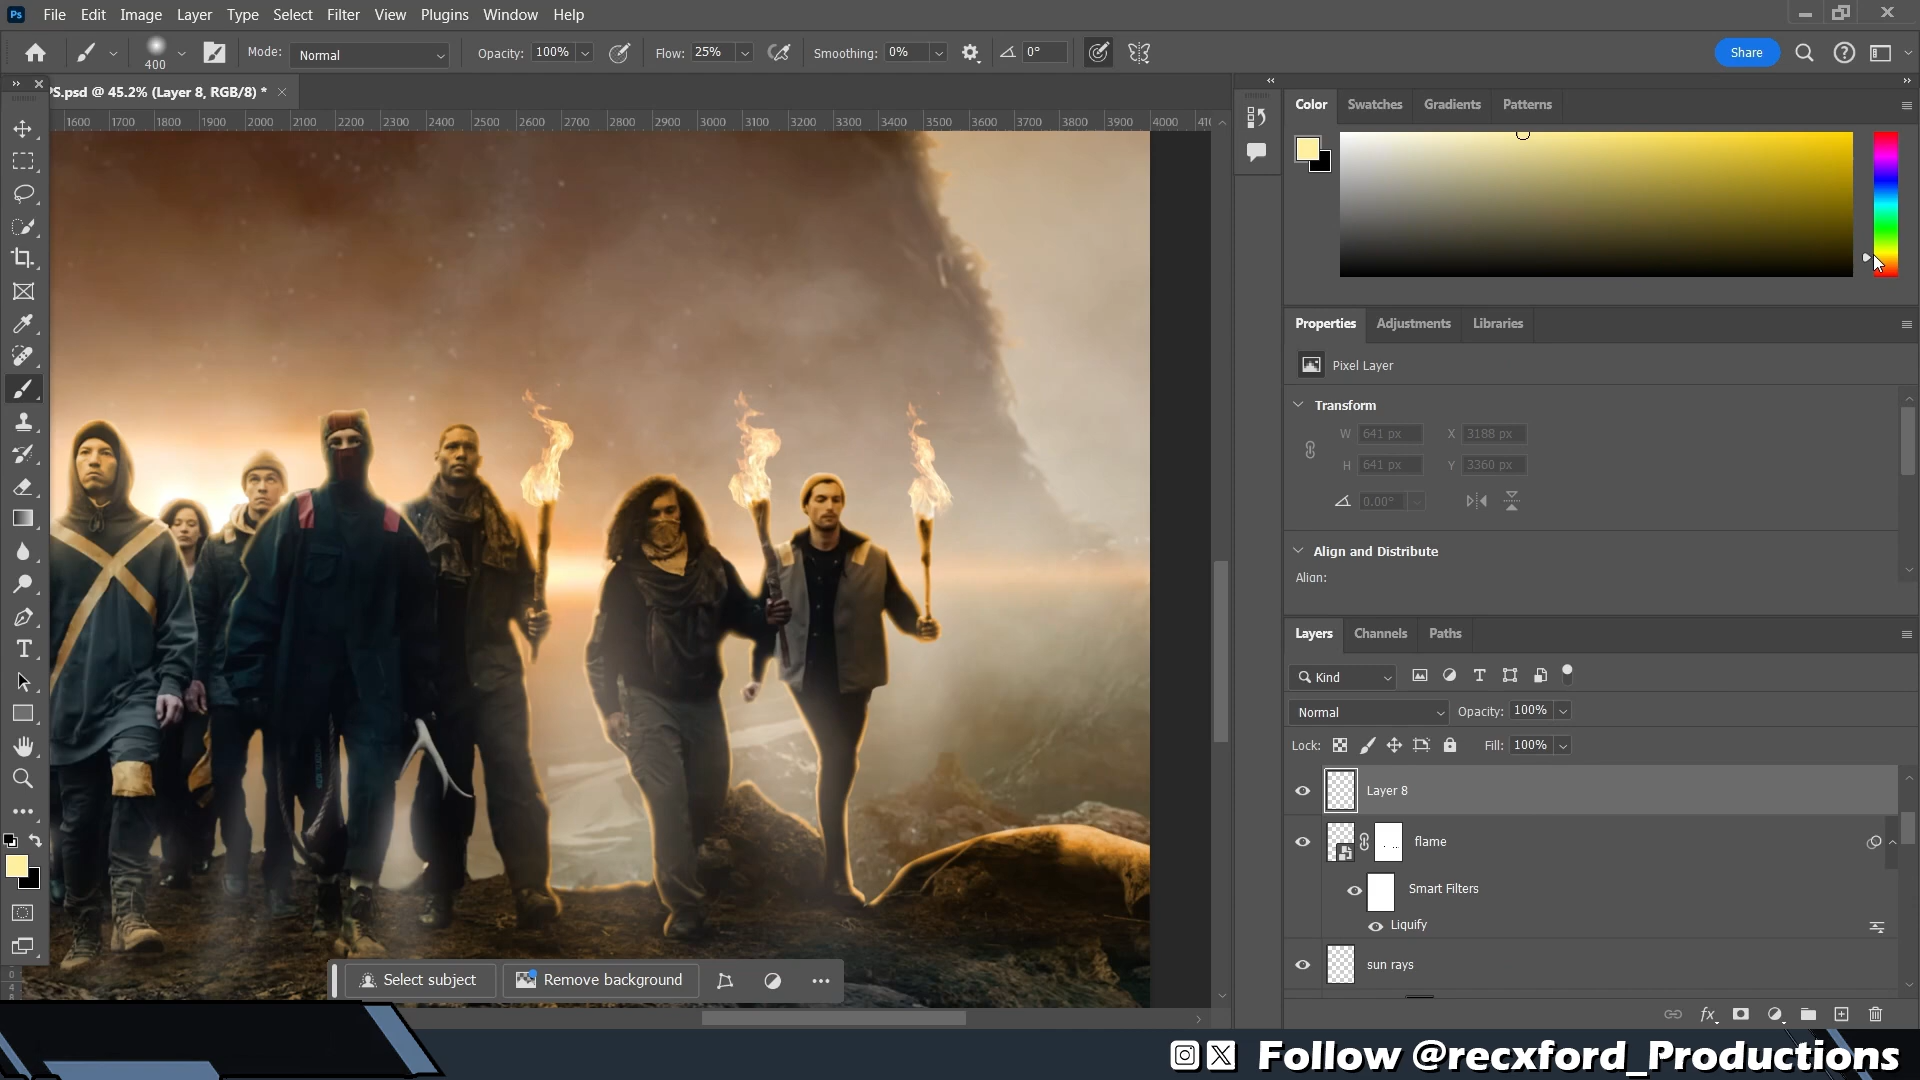 Ps File Edit Image Layer Type Select Filter View Plugins Window Help
400 Mode: Normal Opacity: 100% Flow: 25% Smoothing: 0% 0° Share
PS.psd @ 45.2% (Layer 8, RGB/8) *
1600 1700 1800 1900 2000 2100 2200 2300 2400 2500 2600 2700 2800 2900 3000 3100 3200 3300 3400 3500 3600 3700 3800 3900 4000
Color Swatches Gradients Patterns
Properties Adjustments Libraries
Pixel Layer
Transform
W 641 px X 3188 px
H 641 px Y 3360 px
0.00°
Align and Distribute
Align:
Layers Channels Paths
Kind
Normal Opacity: 100%
Lock: Fill: 100%
Layer 8
flame
Smart Filters
Liquify
sun rays
fx
Select subject Remove background
Follow @recxford_Productions